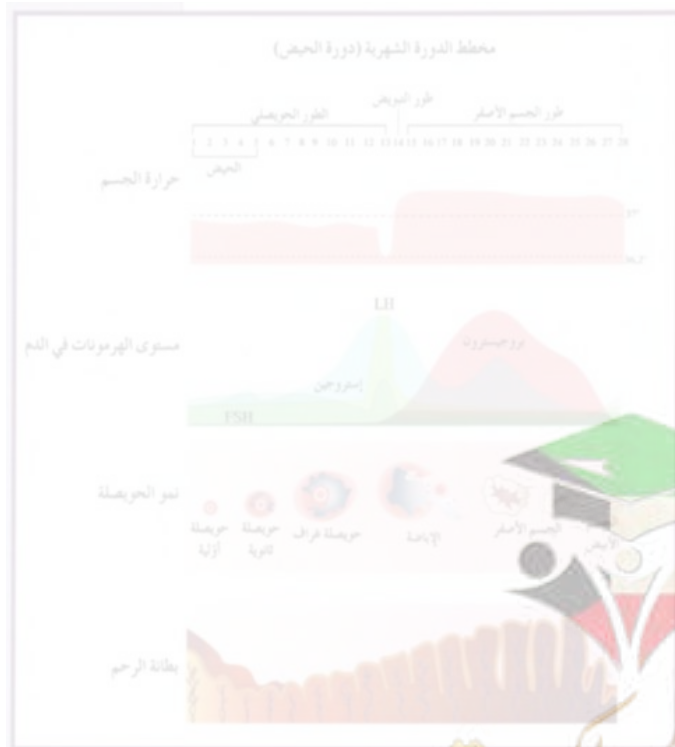 مخطط الدورة الشهرية (دورة الحيض)
طور التبويض
الطور الحويصلي
طور الجسم الأصفر
1 2 3 4 5 6 7 8 9 10 11 12 13 14 15 16 17 18 19 20 21 22 23 24 25 26 27 28
الحيض
حرارة الجسم
LH
مستوى الهرمونات في الدم
بروجيسترون
إستروجين
FSH
نمو الحويصلة
حويصلة أولية
حويصلة ثانوية
حويصلة غراف
الإباضة
الجسم الأصفر
بطانة الرحم